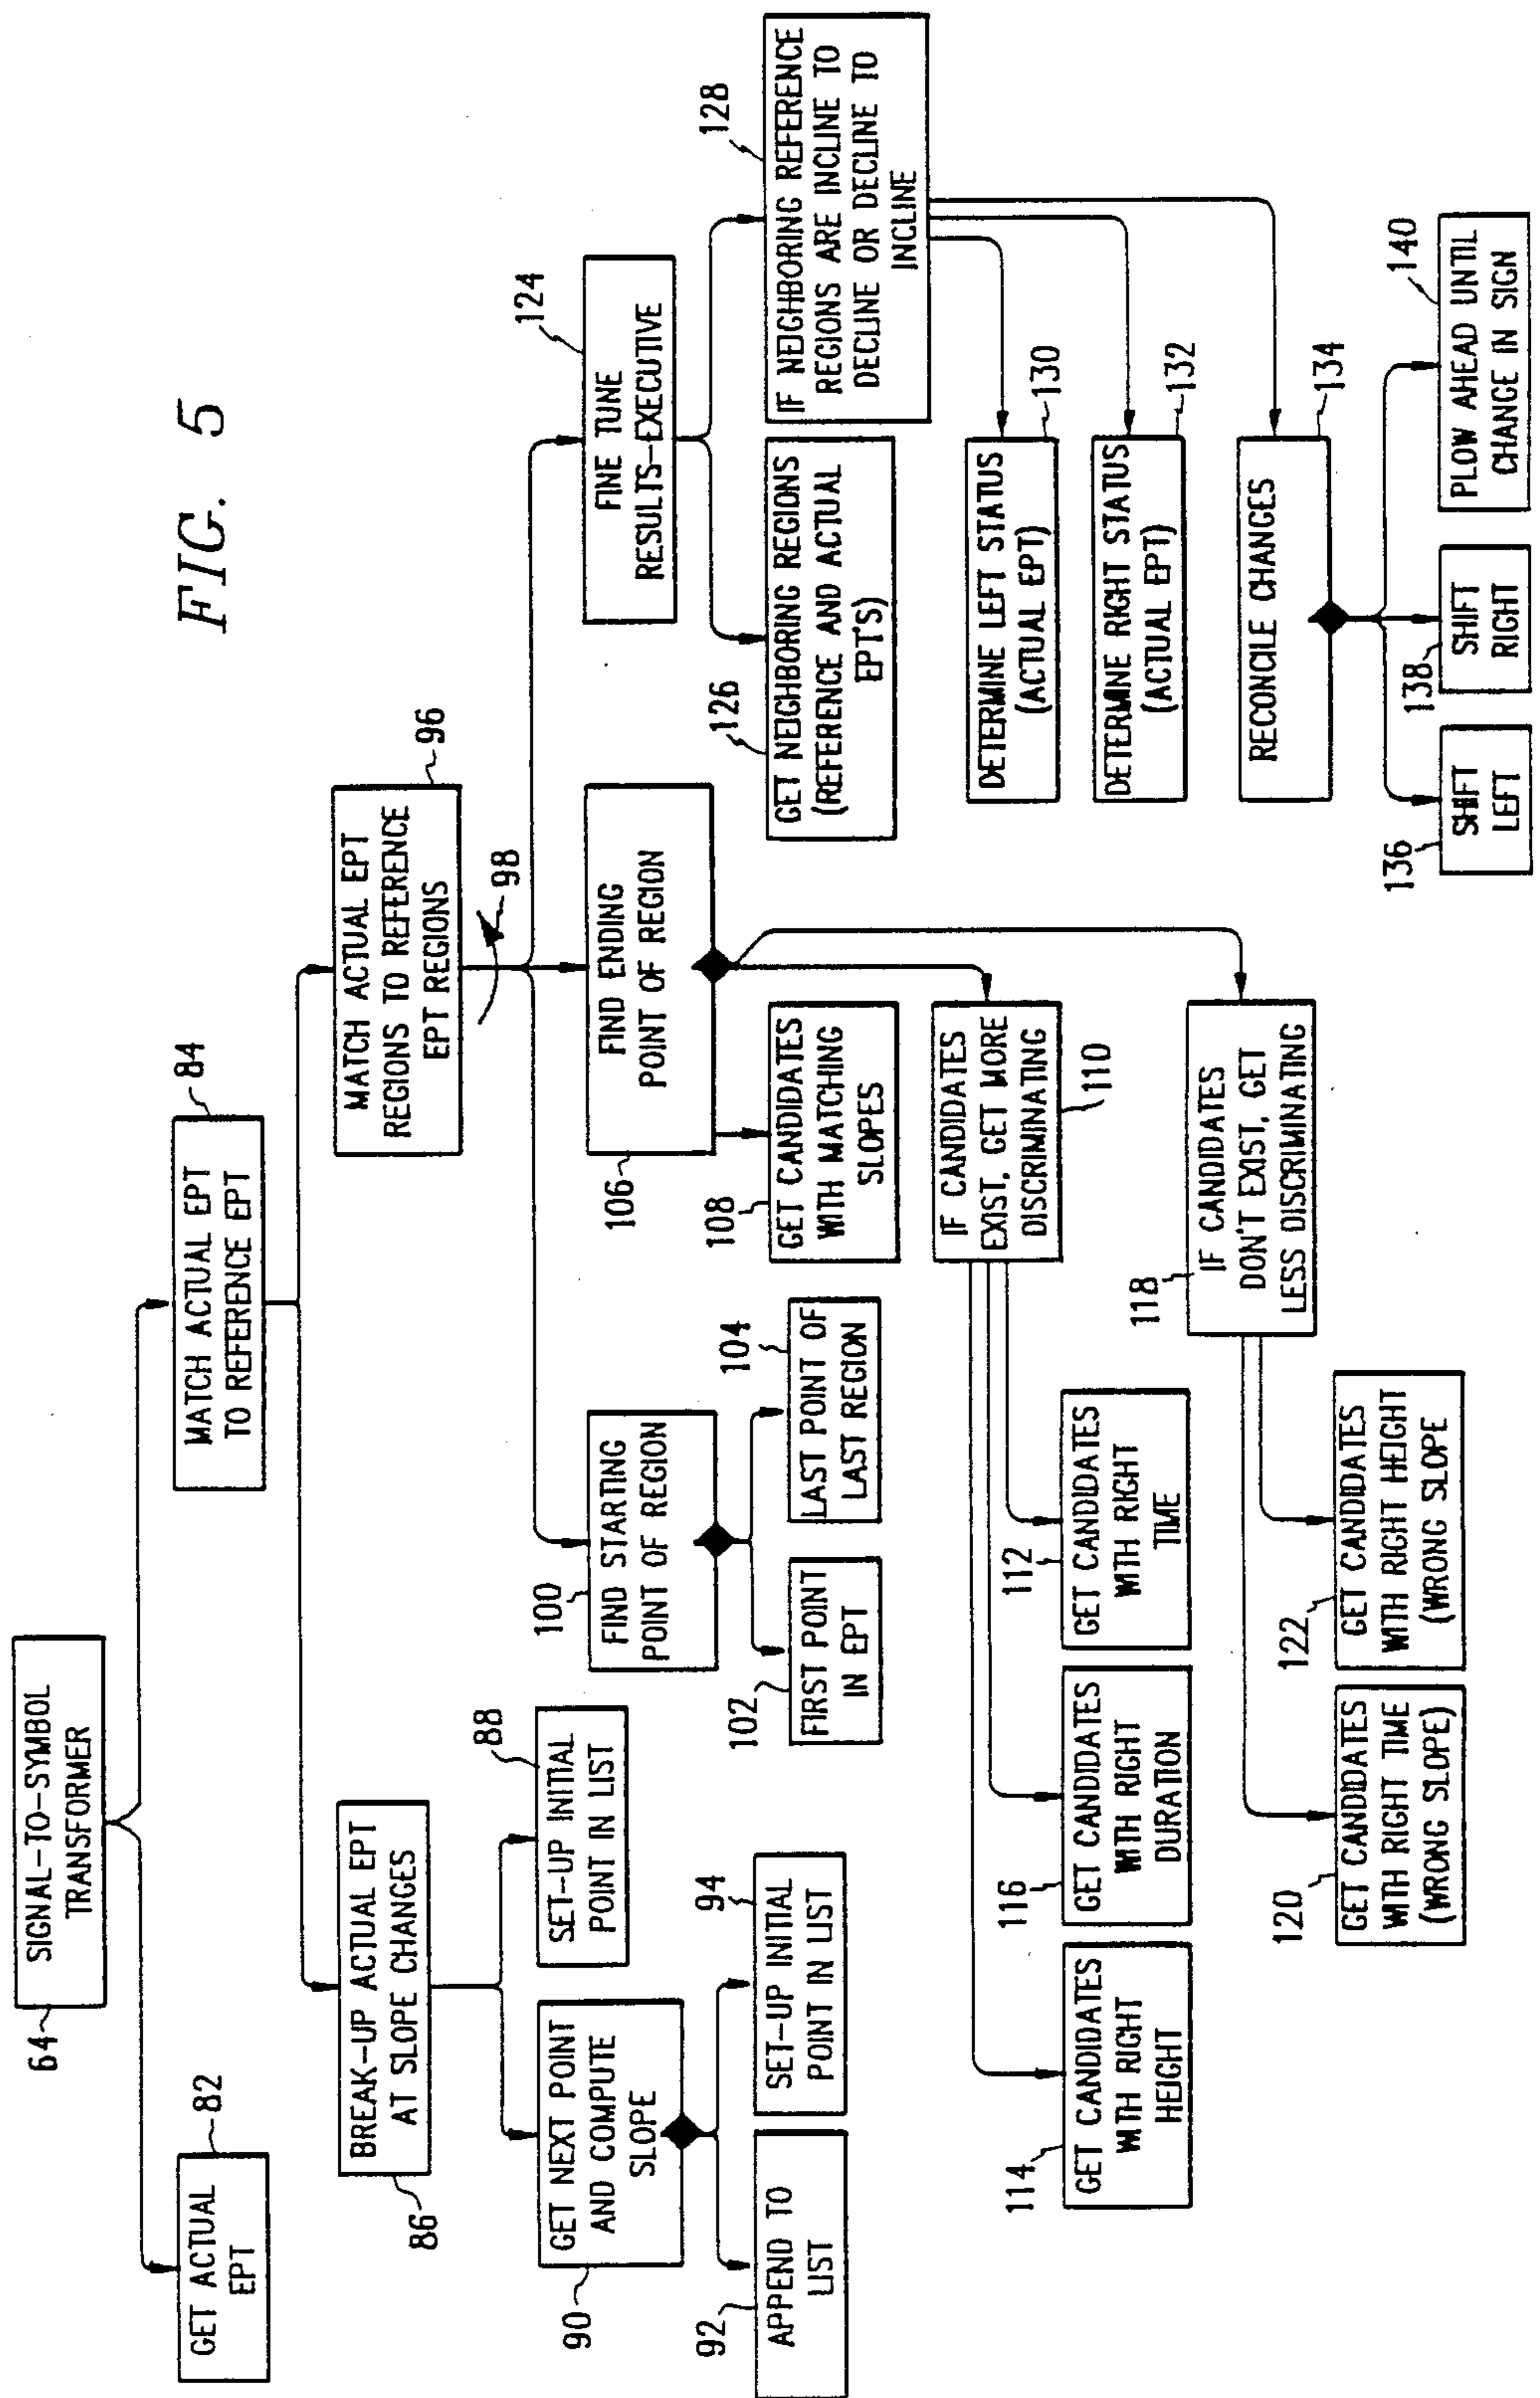 FIG. 5
64
SIGNAL-TO-SYMBOL
TRANSFORMER
82
GET ACTUAL
EPT
84
MATCH ACTUAL EPT
TO REFERENCE EPT
86
BREAK-UP ACTUAL EPT
AT SLOPE CHANGES
96
MATCH ACTUAL EPT
REGIONS TO REFERENCE
EPT REGIONS
98
90
GET NEXT POINT
AND COMPUTE
SLOPE
88
SET-UP INITIAL
POINT IN LIST
92
APPEND TO
LIST
94
SET-UP INITIAL
POINT IN LIST
100
FIND STARTING
POINT OF REGION
102
FIRST POINT
IN EPT
104
LAST POINT OF
LAST REGION
106
FIND ENDING
POINT OF REGION
108
GET CANDIDATES
WITH MATCHING
SLOPES
110
IF CANDIDATES
EXIST, GET MORE
DISCRIMINATING
114
GET CANDIDATES
WITH RIGHT
HEIGHT
116
GET CANDIDATES
WITH RIGHT
DURATION
112
GET CANDIDATES
WITH RIGHT
TIME
118
IF CANDIDATES
DON'T EXIST, GET
LESS DISCRIMINATING
120
GET CANDIDATES
WITH RIGHT TIME
(WRONG SLOPE)
122
GET CANDIDATES
WITH RIGHT HEIGHT
(WRONG SLOPE
124
FINE TUNE
RESULTS-EXECUTIVE
126
GET NEIGHBORING REGIONS
(REFERENCE AND ACTUAL
EPT'S)
128
IF NEIGHBORING REFERENCE
REGIONS ARE INCLINE TO
DECLINE OR DECLINE TO
INCLINE
130
DETERMINE LEFT STATUS
(ACTUAL EPT)
132
DETERMINE RIGHT STATUS
(ACTUAL EPT)
134
RECONCILE CHANGES
136
SHIFT
LEFT
138
SHIFT
RIGHT
140
PLOW AHEAD UNTIL
CHANGE IN SIGN